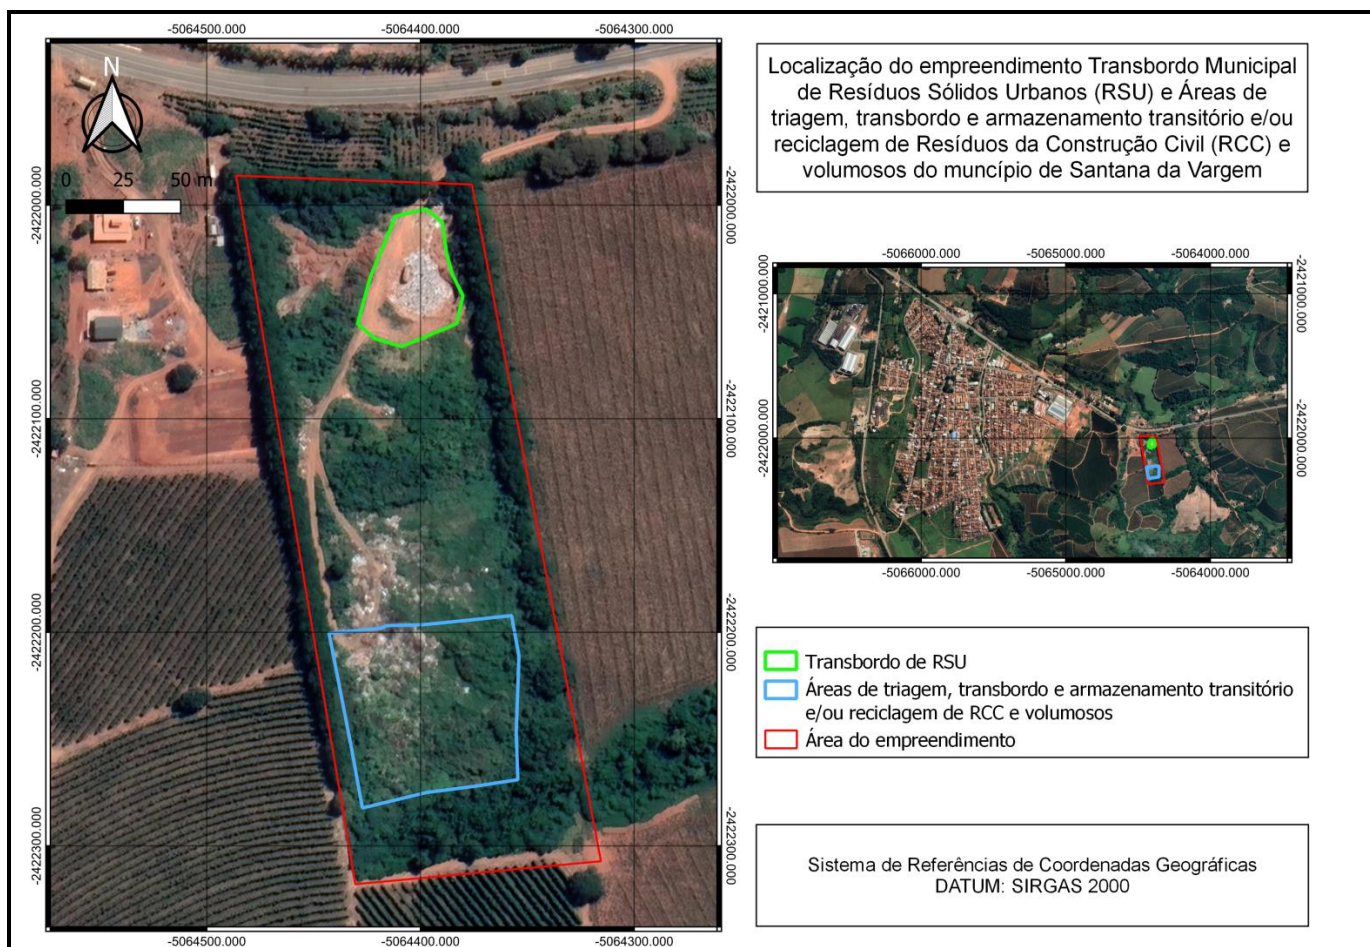 -5064500.000
-5064400.000
-5064300.000
N
0
25
50 m
-2422000.000
-2422000.000
-2422100.000
-2422100.000
-2422200.000
-2422200.000
-2422300.000
-2422300.000
-5064500.000
-5064400.000
-5064300.000
Localização do empreendimento Transbordo Municipal
de Resíduos Sólidos Urbanos (RSU) e Áreas de
triagem, transbordo e armazenamento transitório e/ou
reciclagem de Resíduos da Construção Civil (RCC) e
volumosos do muncípio de Santana da Vargem
-5066000.000
-5065000.000
-5064000.000
-2421000.000
-2421000.000
-2422000.000
-2422000.000
-5066000.000
-5065000.000
-5064000.000
Transbordo de RSU
Áreas de triagem, transbordo e armazenamento transitório
e/ou reciclagem de RCC e volumosos
Área do empreendimento
Sistema de Referências de Coordenadas Geográficas
DATUM: SIRGAS 2000